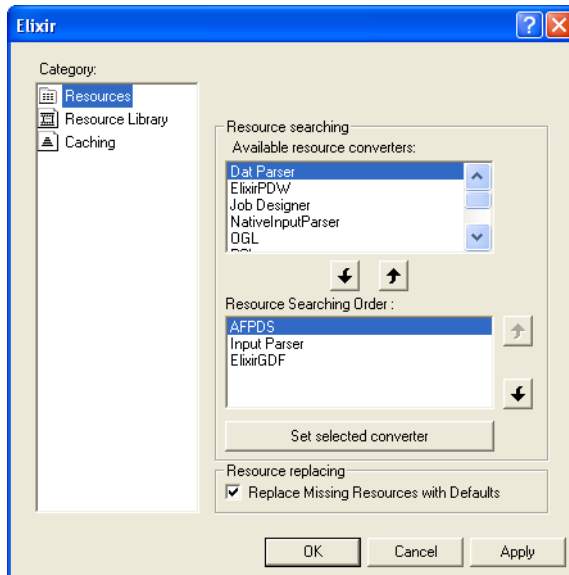 Elixir
Category:
Resources
Resource Library
Caching
Resource searching
Available resource converters:
Dat Parser
ElixirPDW
Job Designer
NativeInputParser
OGL
Resource Searching Order :
AFPDS
Input Parser
ElixirGDF
Set selected converter
Resource replacing
Replace Missing Resources with Defaults
OK
Cancel
Apply